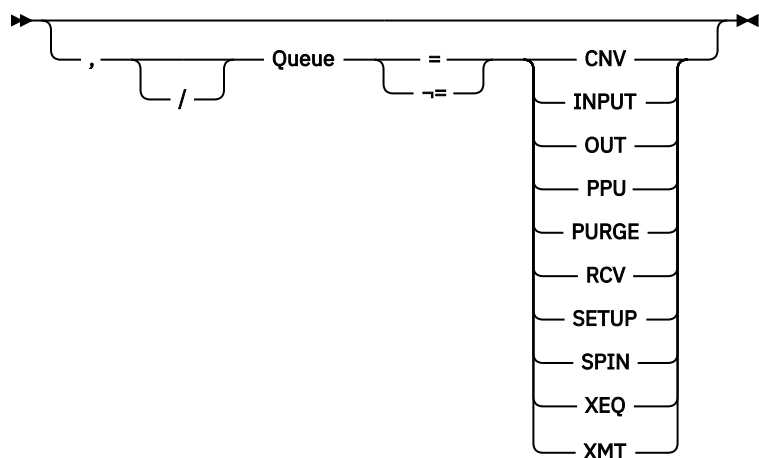 , Queue = CNV
/ ¬= INPUT
OUT
PPU
PURGE
RCV
SETUP
SPIN
XEQ
XMT